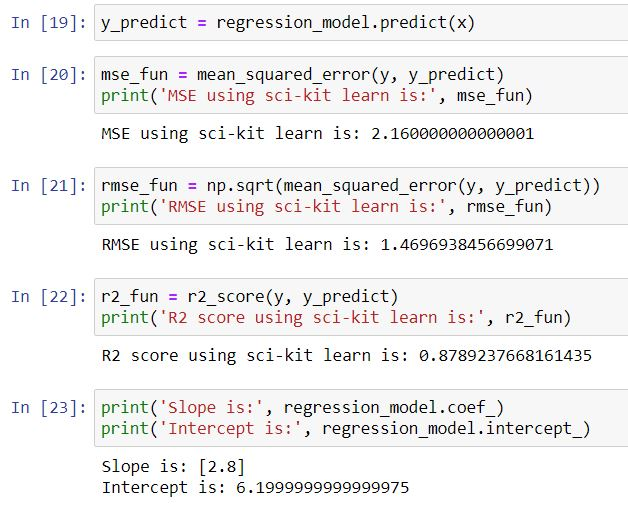 In [19]: y_predict = regression_model.predict(x)
In [20]: mse_fun = mean_squared_error(y, y_predict)
print('MSE using sci-kit learn is:', mse_fun)
MSE using sci-kit learn is: 2.160000000000001
In [21]: rmse_fun = np.sqrt(mean_squared_error(y, y_predict))
print('RMSE using sci-kit learn is:', rmse_fun)
RMSE using sci-kit learn is: 1.4696938456699071
In [22]: r2_fun = r2_score(y, y_predict)
print('R2 score using sci-kit learn is:', r2_fun)
R2 score using sci-kit learn is: 0.8789237668161435
In [23]: print('Slope is:', regression_model.coef_)
print('Intercept is:', regression_model.intercept_)
Slope is: [2.8]
Intercept is: 6.1999999999999975